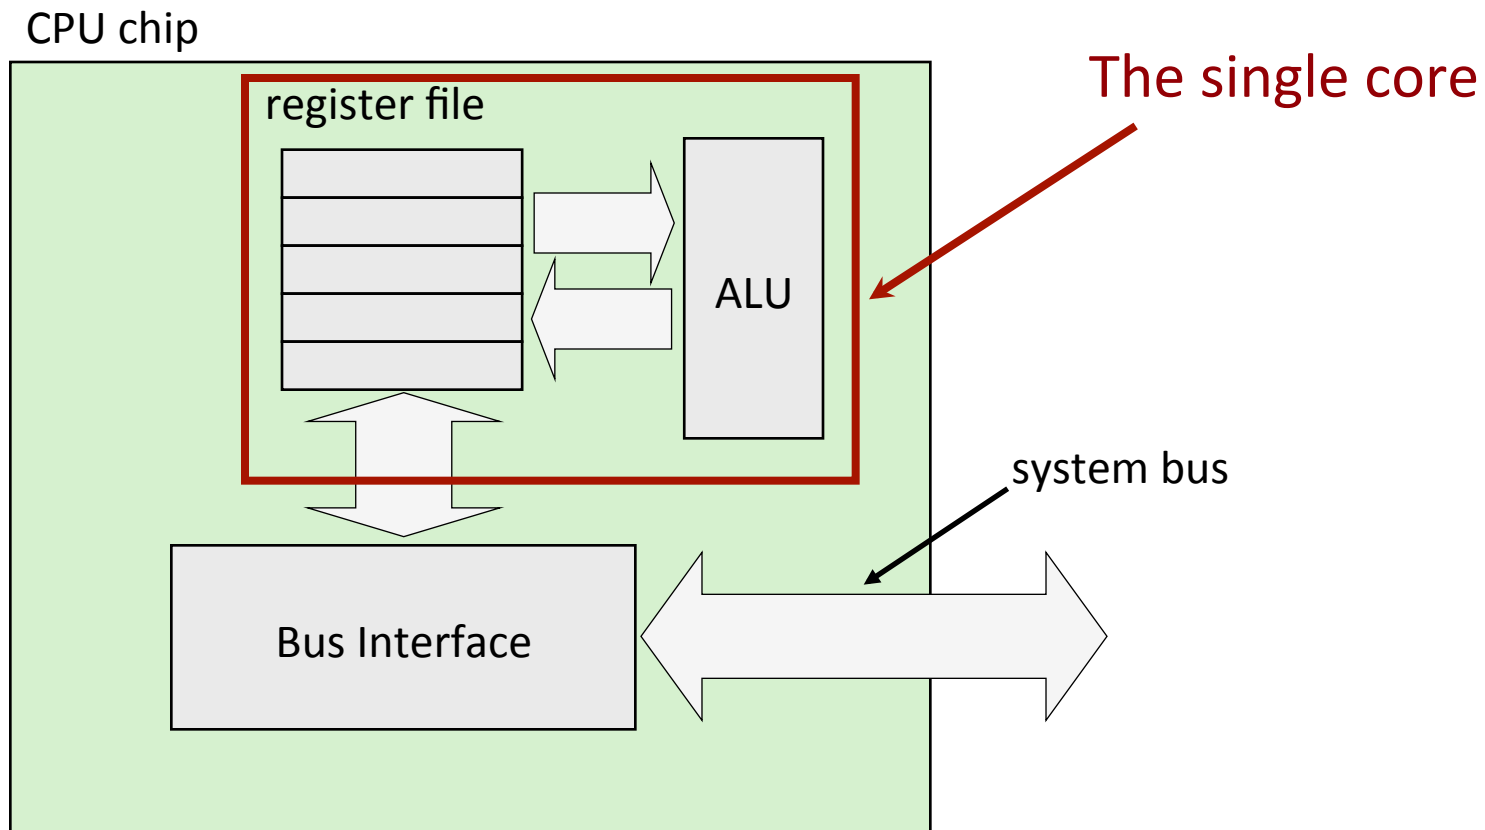 CPU chip
The single core
register file
ALU
system bus
Bus Interface